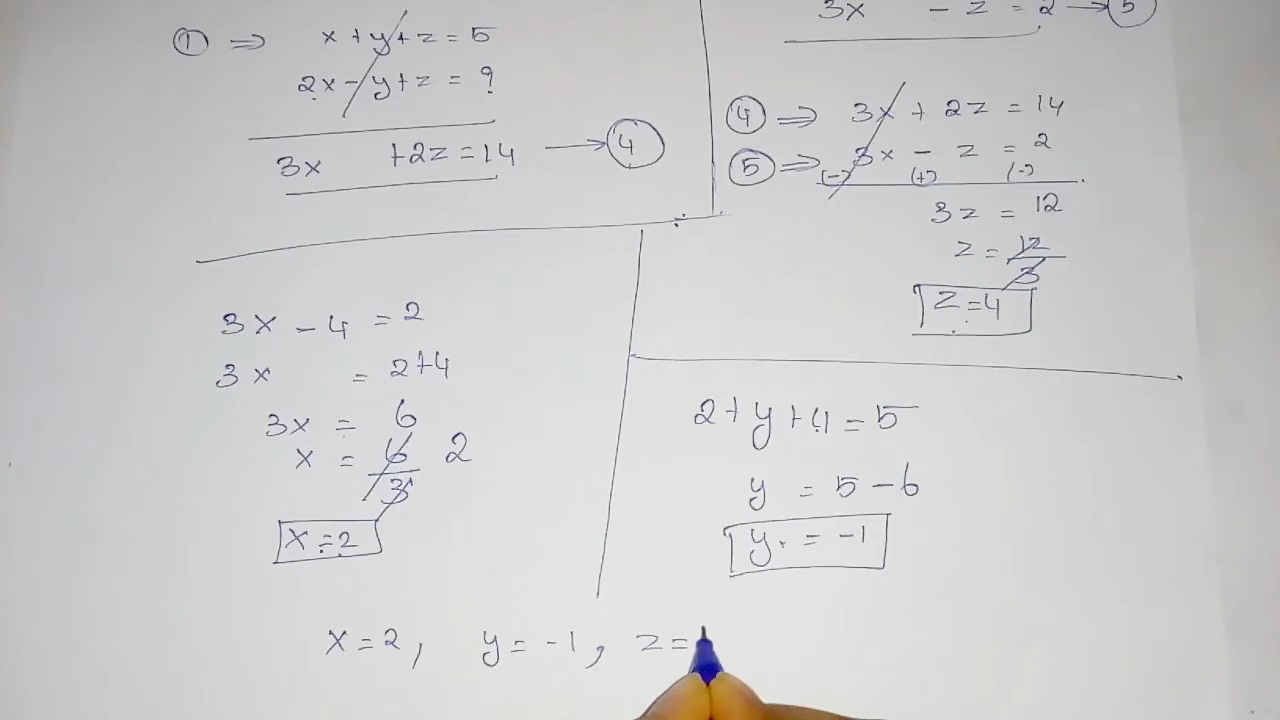 ① ⇒ x + y + z = 5
2x - y + z = 9
3x +2z = 14 → ④
3x - z = 2 → ⑤
④ ⇒ 3x + 2z = 14
⑤ ⇒ 3x - z = 2
(-) (+) (-)
3z = 12
z = 12/3
z = 4
3x - 4 = 2
3x = 2+4
3x = 6
x = 6/3 2
x = 2
2 + y + 4 = 5
y = 5 - 6
y = -1
x = 2, y = -1, z =